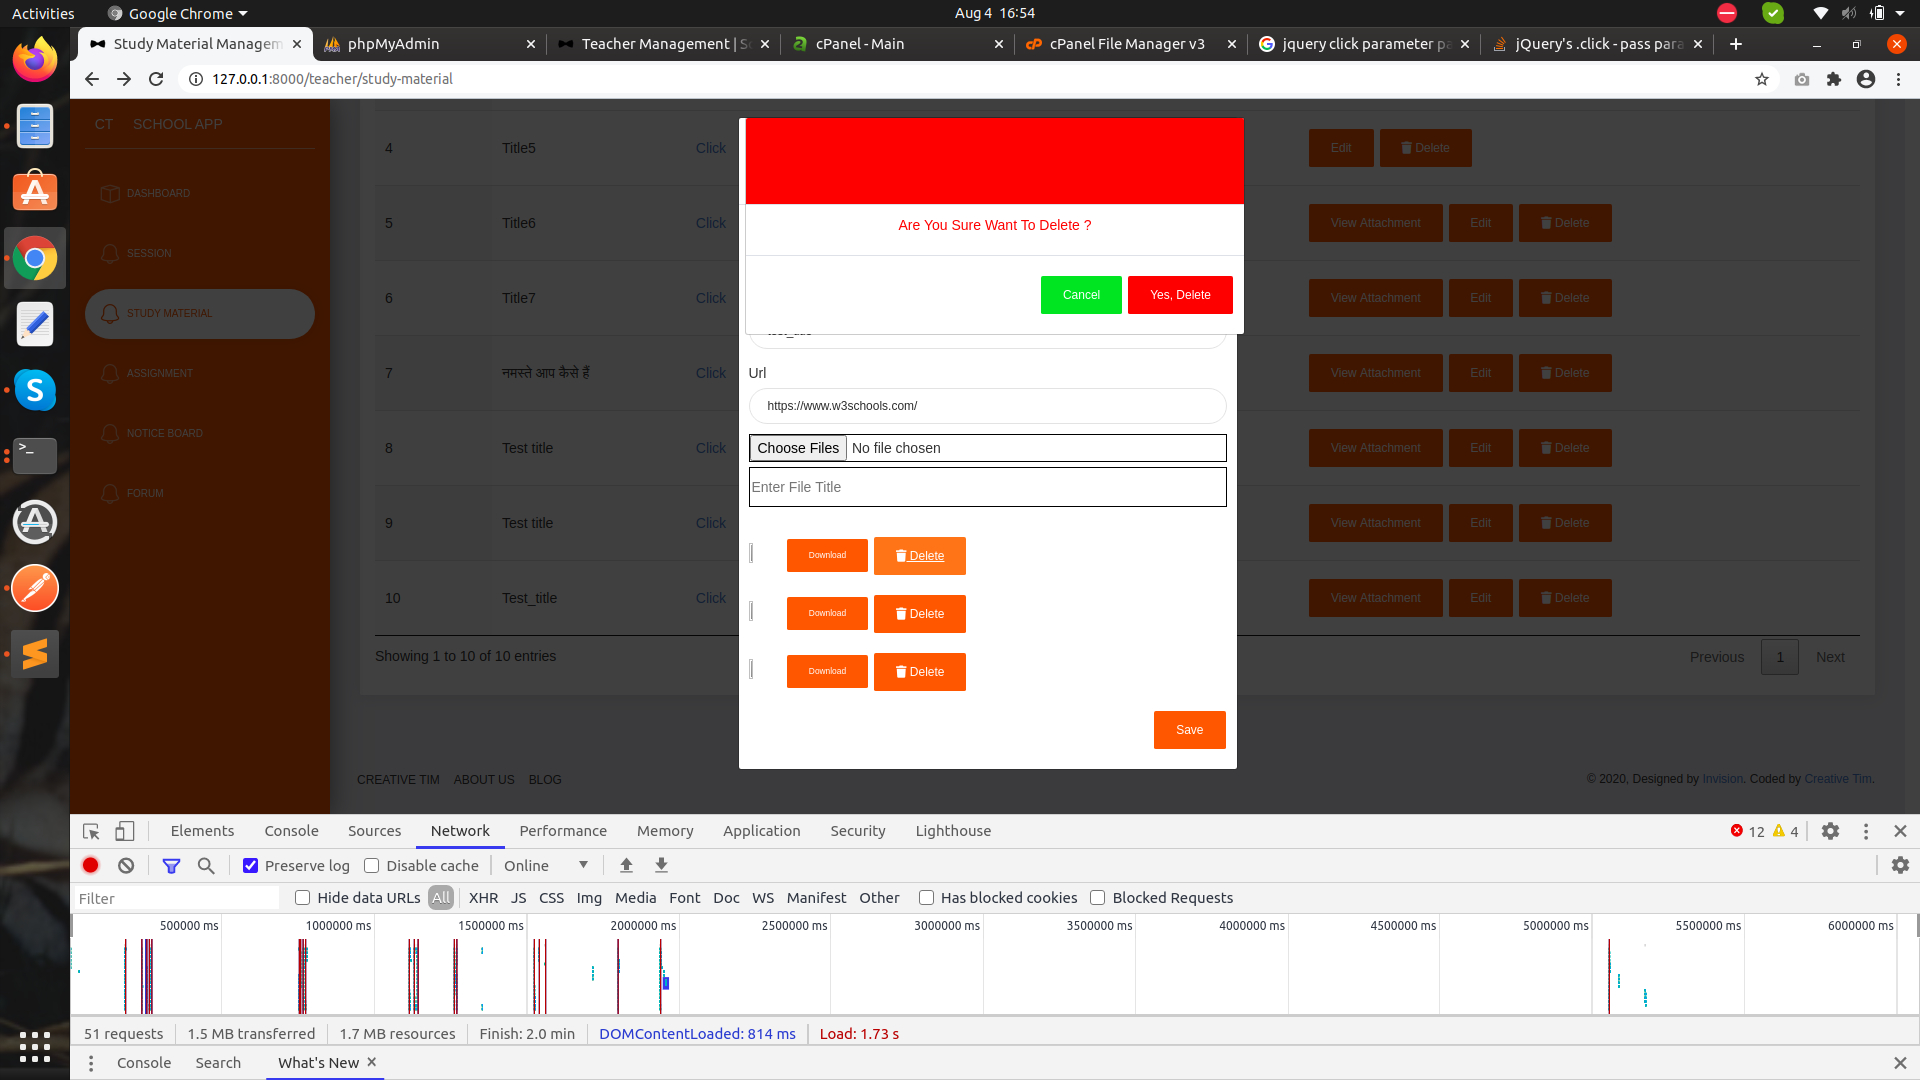 Activities
Google Chrome
Aug 4 16:54
Study Material Managem
phpMyAdmin
Teacher Management | Sc
cPanel - Main
cPanel File Manager v3
jquery click parameter pa
jQuery's .click - pass para
127.0.0.1:8000/teacher/study-material
CT SCHOOL APP
DASHBOARD
SESSION
STUDY MATERIAL
ASSIGNMENT
NOTICE BOARD
FORUM
4 Title5 Click Edit Delete
5 Title6 Click View Attachment Edit Delete
6 Title7 Click View Attachment Edit Delete
7 नमस्ते आप कैसे हैं Click View Attachment Edit Delete
8 Test title Click View Attachment Edit Delete
9 Test title Click View Attachment Edit Delete
10 Test_title Click View Attachment Edit Delete
Showing 1 to 10 of 10 entries
Previous 1 Next
Are You Sure Want To Delete ?
Cancel Yes, Delete
Url
https://www.w3schools.com/
Choose Files No file chosen
Enter File Title
Download Delete
Download Delete
Download Delete
Save
CREATIVE TIM ABOUT US BLOG
© 2020, Designed by Invision. Coded by Creative Tim.
Elements Console Sources Network Performance Memory Application Security Lighthouse 12 4
Preserve log Disable cache Online
Filter Hide data URLs All XHR JS CSS Img Media Font Doc WS Manifest Other Has blocked cookies Blocked Requests
500000 ms 1000000 ms 1500000 ms 2000000 ms 2500000 ms 3000000 ms 3500000 ms 4000000 ms 4500000 ms 5000000 ms 5500000 ms 6000000 ms
51 requests 1.5 MB transferred 1.7 MB resources Finish: 2.0 min DOMContentLoaded: 814 ms Load: 1.73 s
Console Search What's New